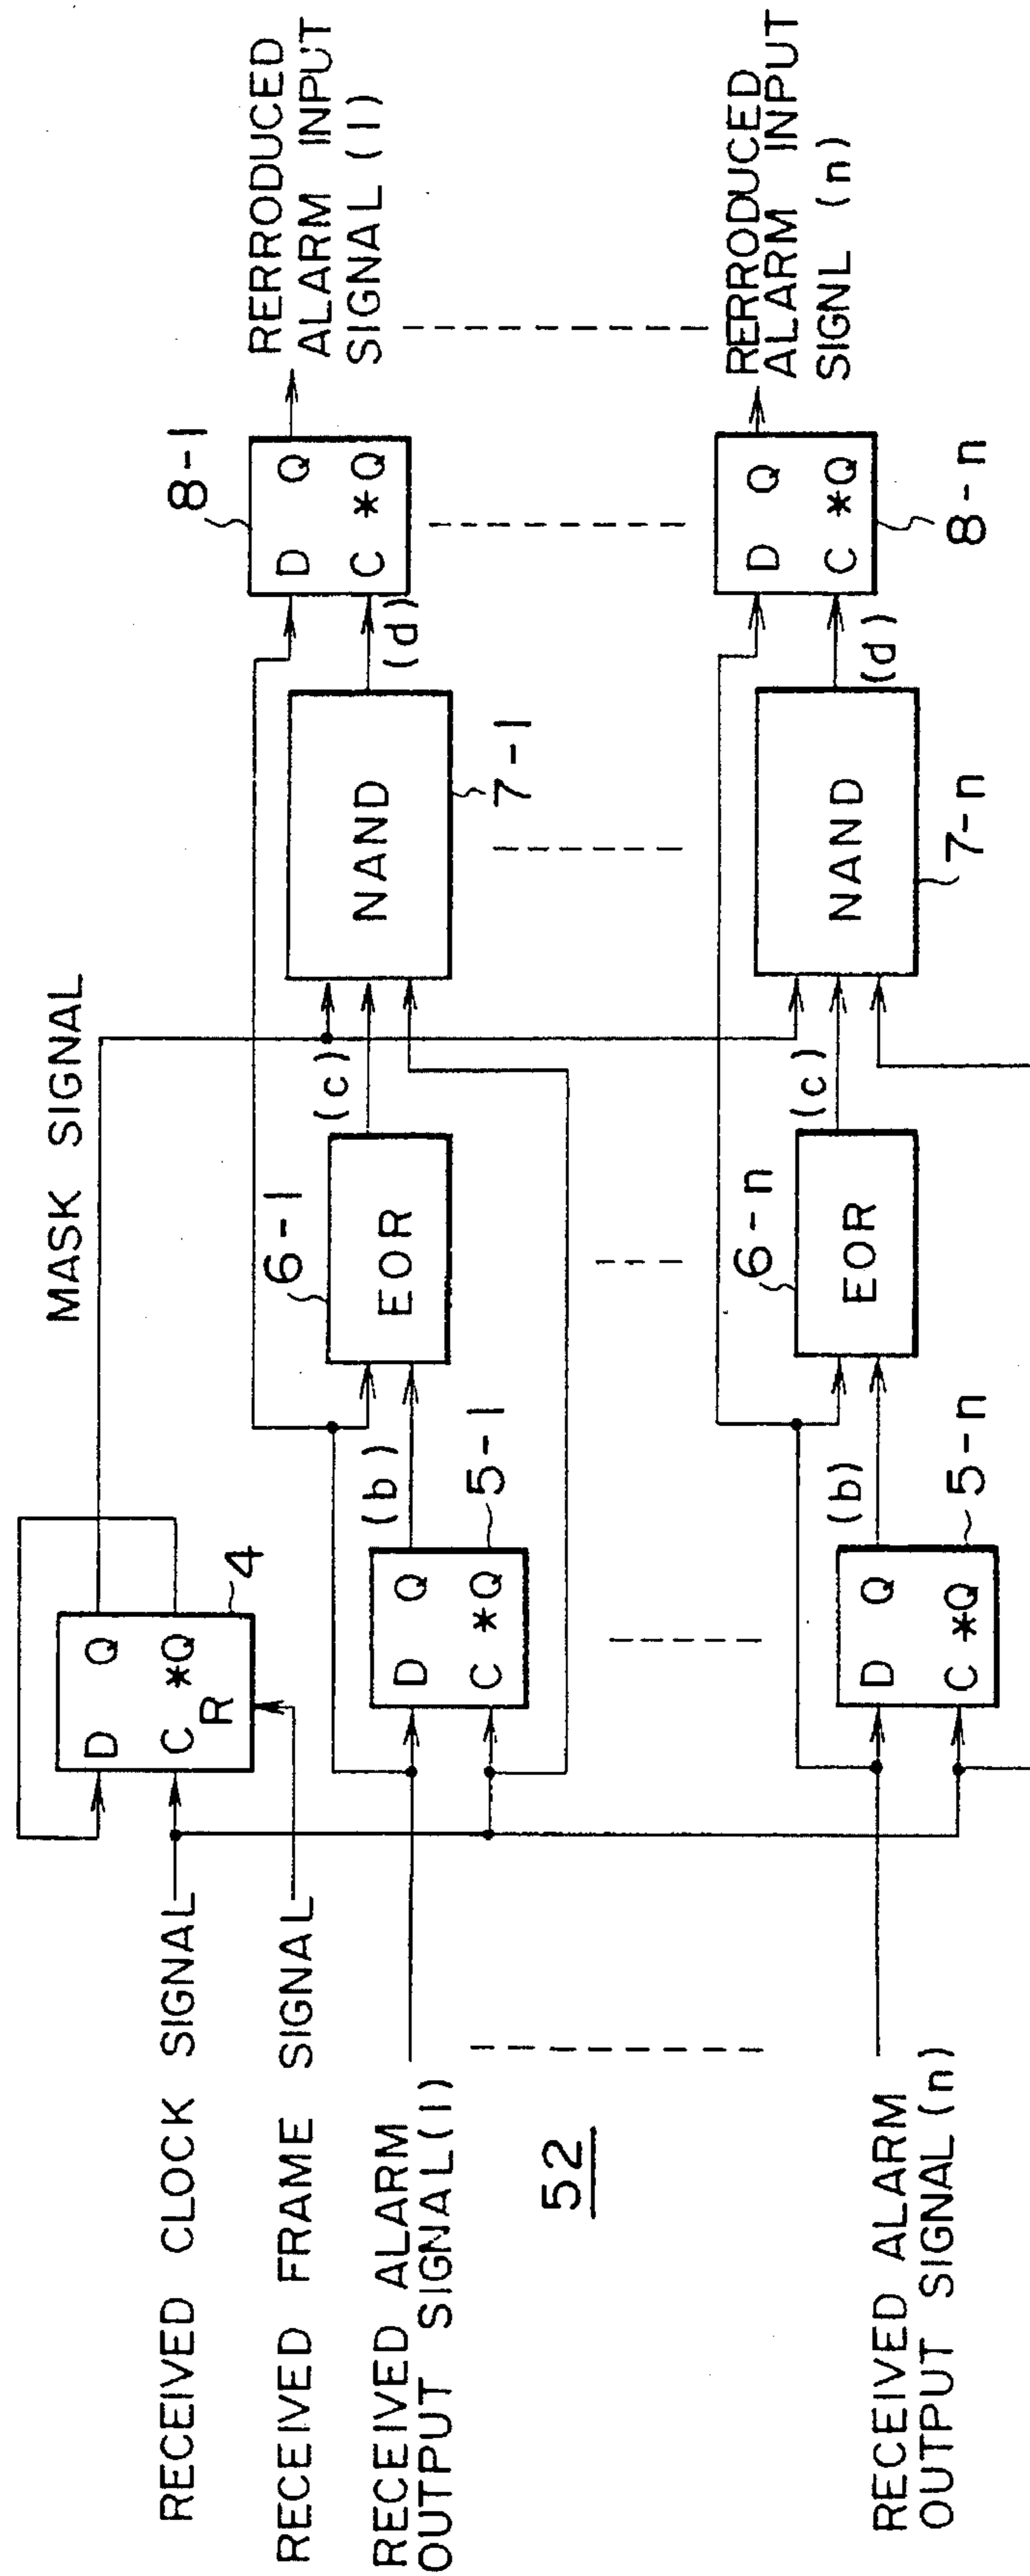 MASK SIGNAL
RECEIVED CLOCK SIGNAL
RECEIVED FRAME SIGNAL
D Q
C *Q
R
4
RECEIVED ALARM
OUTPUT SIGNAL(1)
D Q
C *Q
5-1
(b)
6-1
EOR
(c)
NAND
7-1
(d)
8-1
D Q
C *Q
RERRODUCED
ALARM INPUT
SIGNAL (1)
52
RECEIVED ALARM
OUTPUT SIGNAL(n)
D Q
C *Q
5-n
(b)
6-n
EOR
(c)
NAND
7-n
(d)
D Q
C *Q
8-n
RERRODUCED
ALARM INPUT
SIGNL (n)